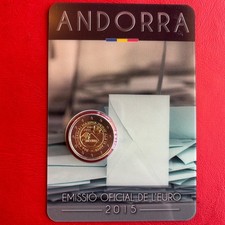 ANDORRA
EMISSIÓ OFICIAL DE L'EURO
2015